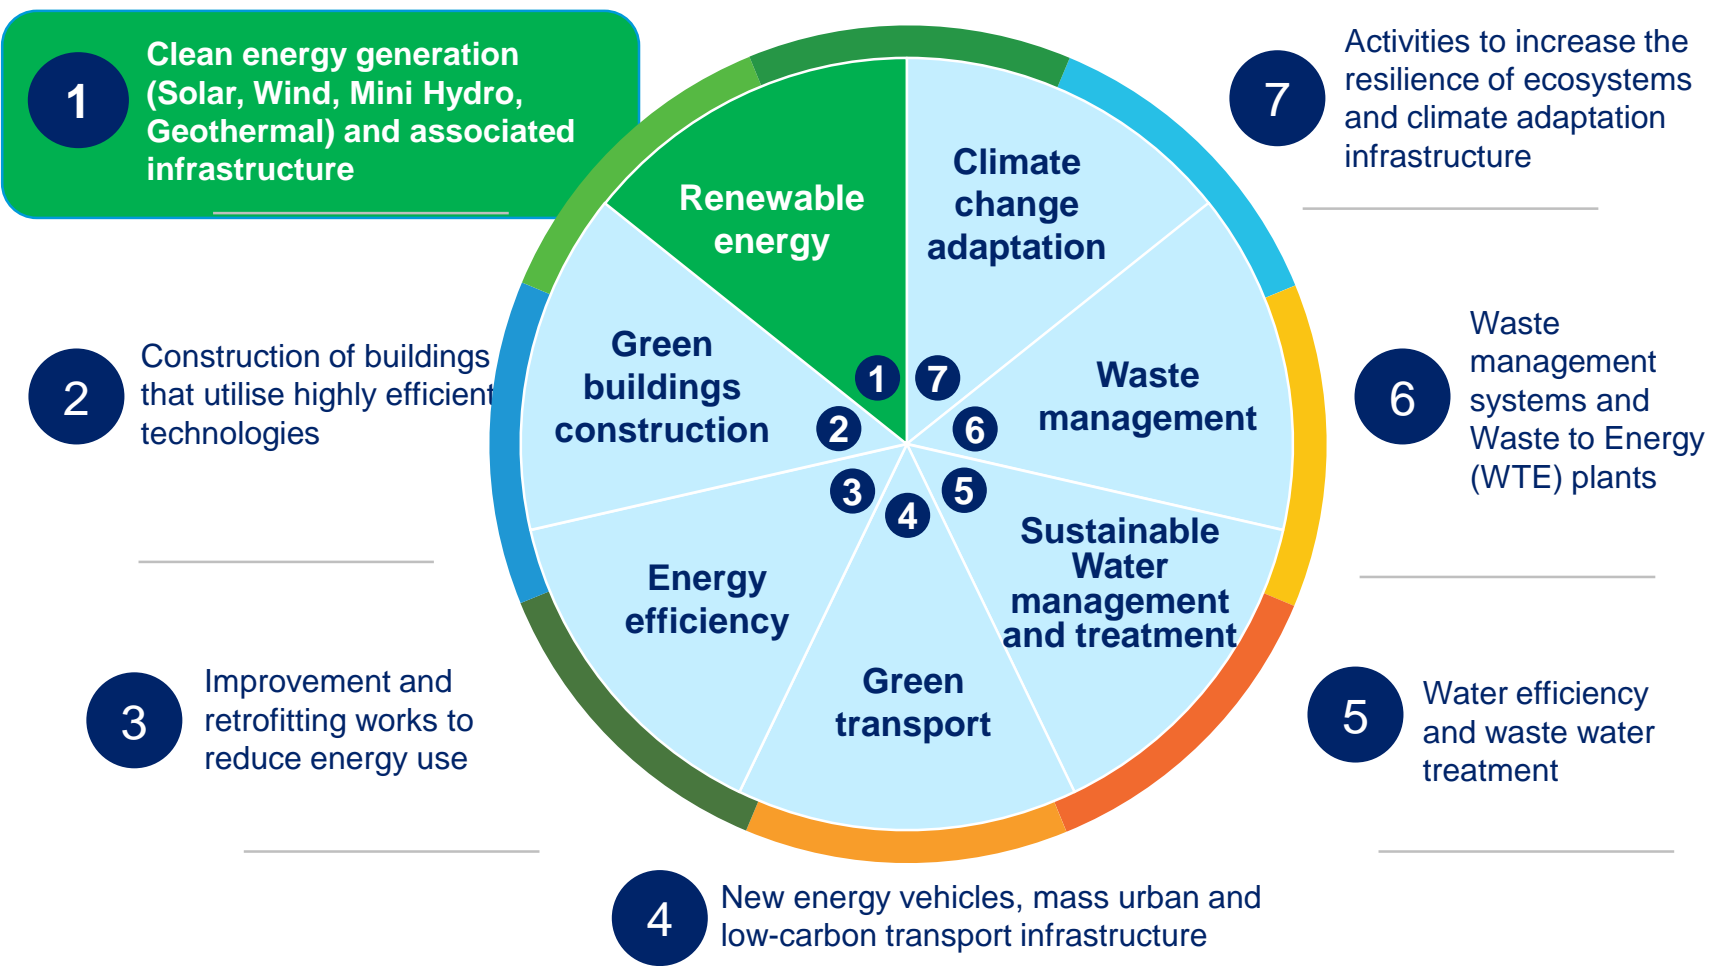 1
Clean energy generation
(Solar, Wind, Mini Hydro,
Geothermal) and associated
infrastructure
2
Construction of buildings
that utilise highly efficient
technologies
3
Improvement and
retrofitting works to
reduce energy use
4
New energy vehicles, mass urban and
low-carbon transport infrastructure
5
Water efficiency
and waste water
treatment
6
Waste
management
systems and
Waste to Energy
(WTE) plants
7
Activities to increase the
resilience of ecosystems
and climate adaptation
infrastructure
Renewable
energy
1
Green
buildings
construction
2
Energy
efficiency
3
Green
transport
4
Sustainable
Water
management
and treatment
5
Waste
management
6
Climate
change
adaptation
7